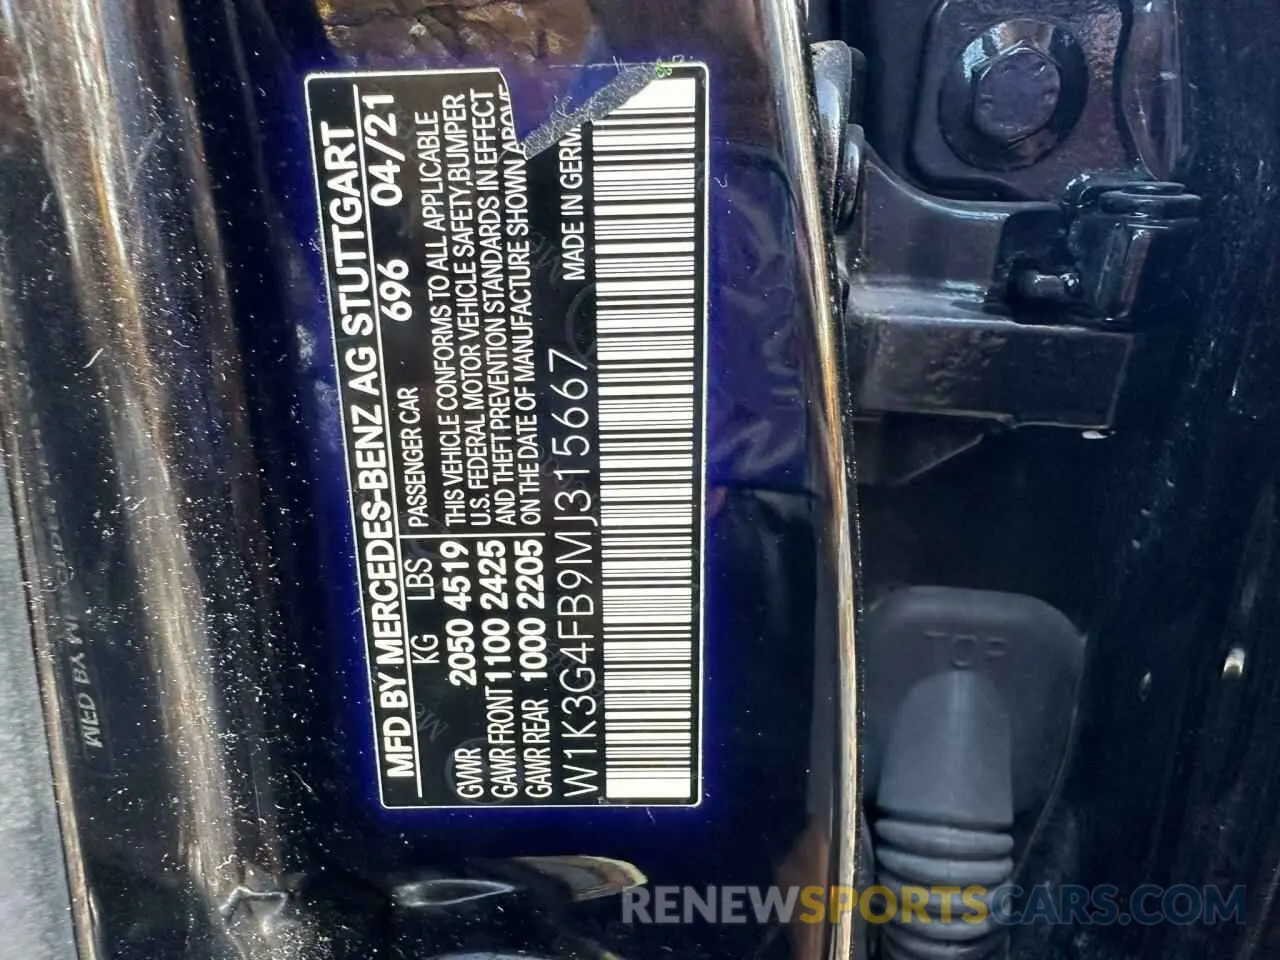 MFD BY MERCEDES-BENZ AG STUTTGART
KG LBS PASSENGER CAR 696 04/21
GVWR 2050 4519
GAWR FRONT 1100 2425
GAWR REAR 1000 2205
THIS VEHICLE CONFORMS TO ALL APPLICABLE
U.S. FEDERAL MOTOR VEHICLE SAFETY,BUMPER
AND THEFT PREVENTION STANDARDS IN EFFECT
ON THE DATE OF MANUFACTURE SHOWN ABOVE
W1K3G4FB9MJ315667 MADE IN GERM
TOP
RENEWSPORTSCARS.COM